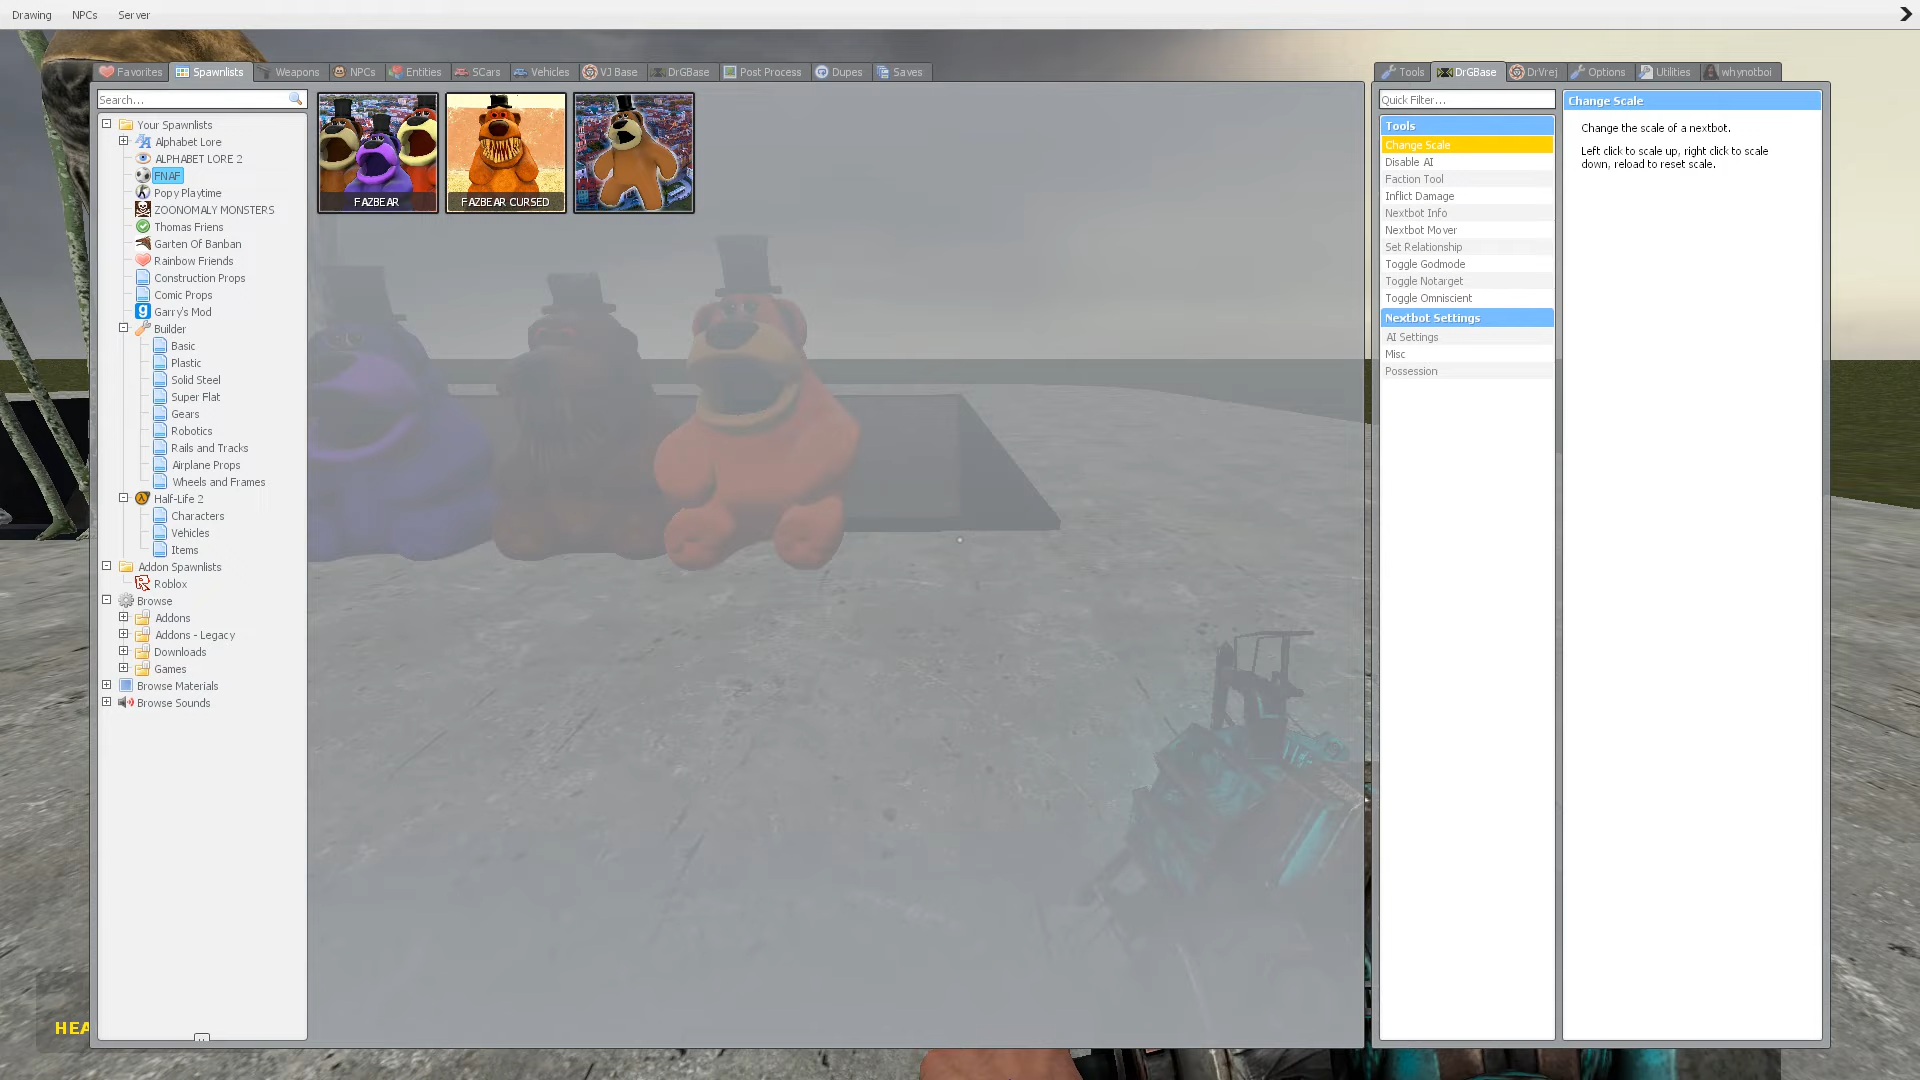 Drawing NPCs Server
Favorites Spawnlists Weapons NPCs Entities SCars Vehicles VJ Base DrGBase Post Process Dupes Saves
Tools DrGBase DrVrej Options Utilities whynotboi
Search...
Your Spawnlists
Alphabet Lore
ALPHABET LORE 2
FNAF
Popy Playtime
ZOONOMALY MONSTERS
Thomas Friens
Garten Of Banban
Rainbow Friends
Construction Props
Comic Props
Garry's Mod
Builder
Basic
Plastic
Solid Steel
Super Flat
Gears
Robotics
Rails and Tracks
Airplane Props
Wheels and Frames
Half-Life 2
Characters
Vehicles
Items
Addon Spawnlists
Roblox
Browse
Addons
Addons - Legacy
Downloads
Games
Browse Materials
Browse Sounds
FAZBEAR
FAZBEAR CURSED
Quick Filter...
Tools
Change Scale
Disable AI
Faction Tool
Inflict Damage
Nextbot Info
Nextbot Mover
Set Relationship
Toggle Godmode
Toggle Notarget
Toggle Omniscient
Nextbot Settings
AI Settings
Misc
Possession
Change Scale
Change the scale of a nextbot.
Left click to scale up, right click to scale
down, reload to reset scale.
HEA